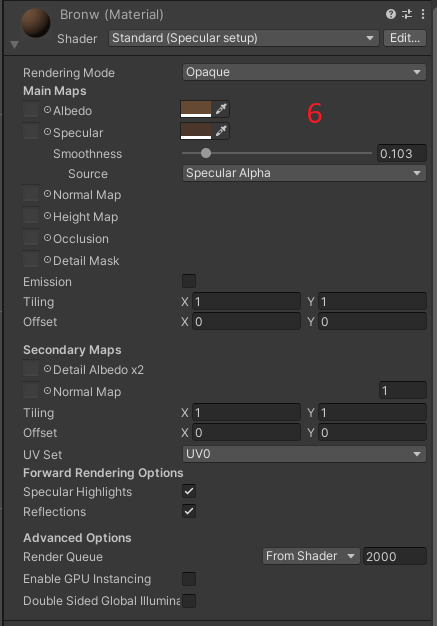 Bronw (Material)
Shader Standard (Specular setup) Edit...
Rendering Mode Opaque
Main Maps
Albedo 6
Specular
Smoothness 0.103
Source Specular Alpha
Normal Map
Height Map
Occlusion
Detail Mask
Emission
Tiling X 1 Y 1
Offset X 0 Y 0
Secondary Maps
Detail Albedo x2
Normal Map 1
Tiling X 1 Y 1
Offset X 0 Y 0
UV Set UV0
Forward Rendering Options
Specular Highlights
Reflections
Advanced Options
Render Queue From Shader 2000
Enable GPU Instancing
Double Sided Global Illumina